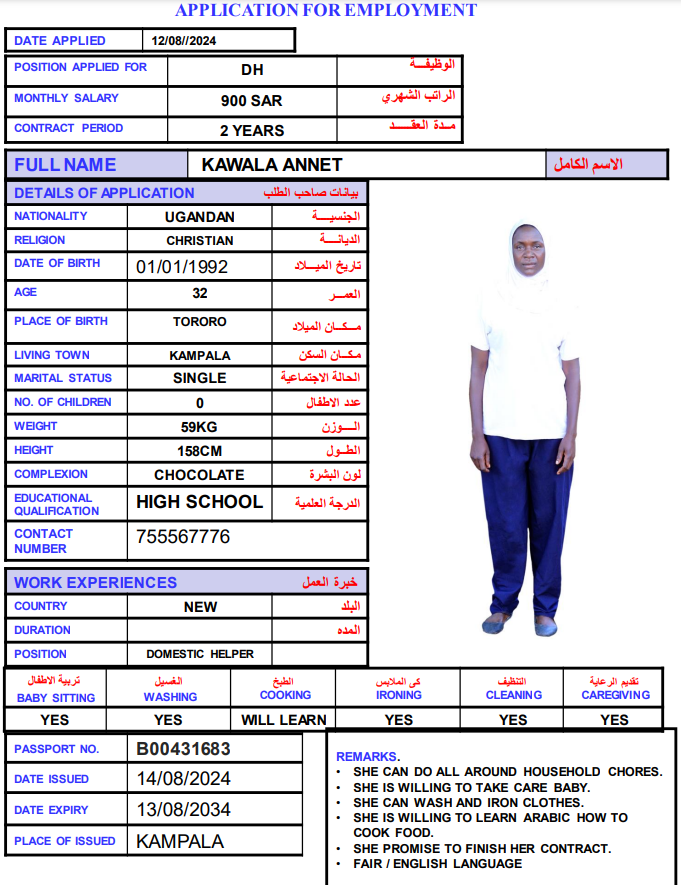 APPLICATION FOR EMPLOYMENT
DATE APPLIED 12/08//2024
POSITION APPLIED FOR DH الوظيفـــة
MONTHLY SALARY 900 SAR الراتب الشهري
CONTRACT PERIOD 2 YEARS مـدة العقـــد
FULL NAME KAWALA ANNET الاسم الكامل
DETAILS OF APPLICATION بيانات صاحب الطلب
NATIONALITY UGANDAN الجنسيـــة
RELIGION CHRISTIAN الديانـــة
DATE OF BIRTH 01/01/1992 تاريخ الميـــلاد
AGE 32 العمـــر
PLACE OF BIRTH TORORO مـكـان الميلاد
LIVING TOWN KAMPALA مكـان السكن
MARITAL STATUS SINGLE الحالة الاجتماعية
NO. OF CHILDREN 0 عدد الاطفال
WEIGHT 59KG الـــوزن
HEIGHT 158CM الطـول
COMPLEXION CHOCOLATE لون البشرة
EDUCATIONAL QUALIFICATION HIGH SCHOOL الدرجة العلمية
CONTACT NUMBER 755567776
WORK EXPERIENCES خبرة العمل
COUNTRY NEW البلد
DURATION المده
POSITION DOMESTIC HELPER
تربية الاطفال الغسيل الطبخ كى الملابس التنظيف تقديم الرعاية
BABY SITTING WASHING COOKING IRONING CLEANING CAREGIVING
YES YES WILL LEARN YES YES YES
PASSPORT NO. B00431683
DATE ISSUED 14/08/2024
DATE EXPIRY 13/08/2034
PLACE OF ISSUED KAMPALA
REMARKS.
• SHE CAN DO ALL AROUND HOUSEHOLD CHORES.
• SHE IS WILLING TO TAKE CARE BABY.
• SHE CAN WASH AND IRON CLOTHES.
• SHE IS WILLING TO LEARN ARABIC HOW TO
COOK FOOD.
• SHE PROMISE TO FINISH HER CONTRACT.
• FAIR / ENGLISH LANGUAGE